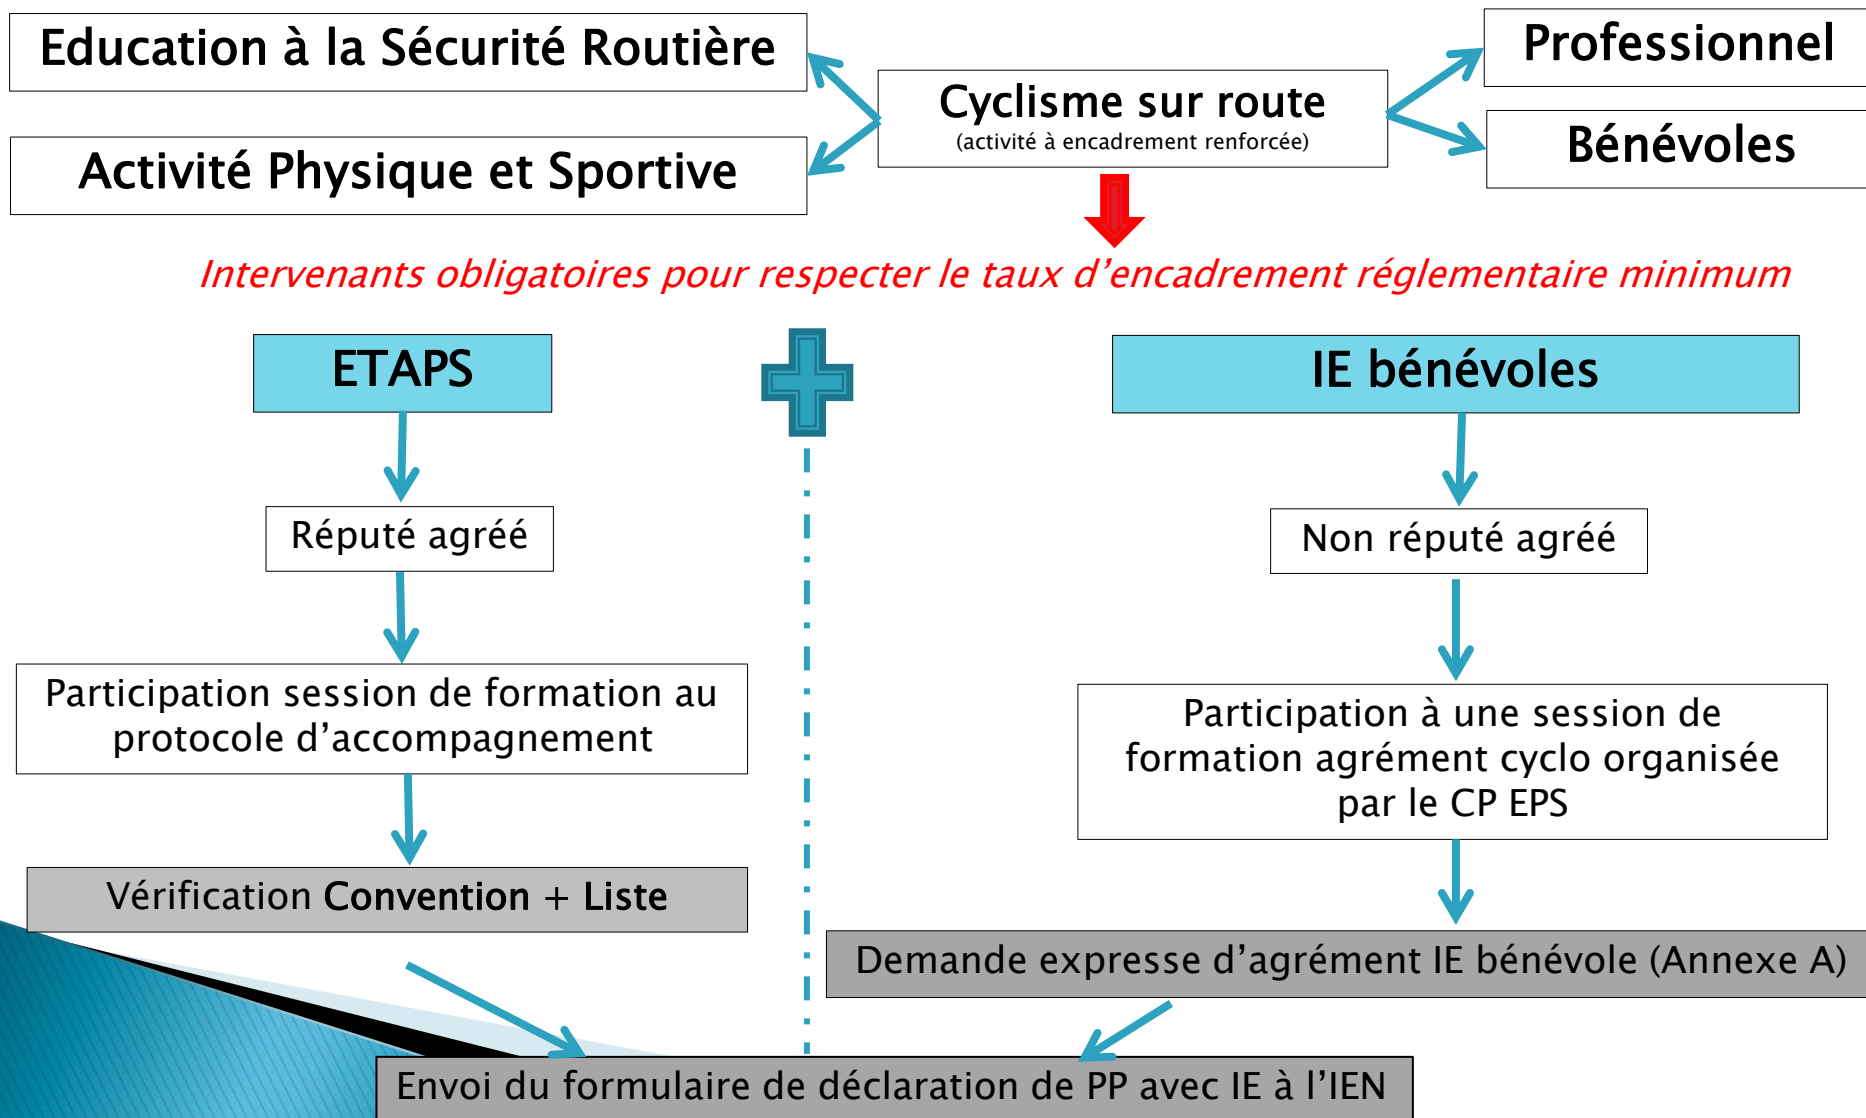 Education à la Sécurité Routière
Activité Physique et Sportive
Cyclisme sur route
(activité à encadrement renforcée)
Professionnel
Bénévoles
Intervenants obligatoires pour respecter le taux d’encadrement réglementaire minimum
ETAPS
Réputé agréé
Participation session de formation au
protocole d’accompagnement
Vérification Convention + Liste
IE bénévoles
Non réputé agréé
Participation à une session de
formation agrément cyclo organisée
par le CP EPS
Demande expresse d’agrément IE bénévole (Annexe A)
Envoi du formulaire de déclaration de PP avec IE à l’IEN